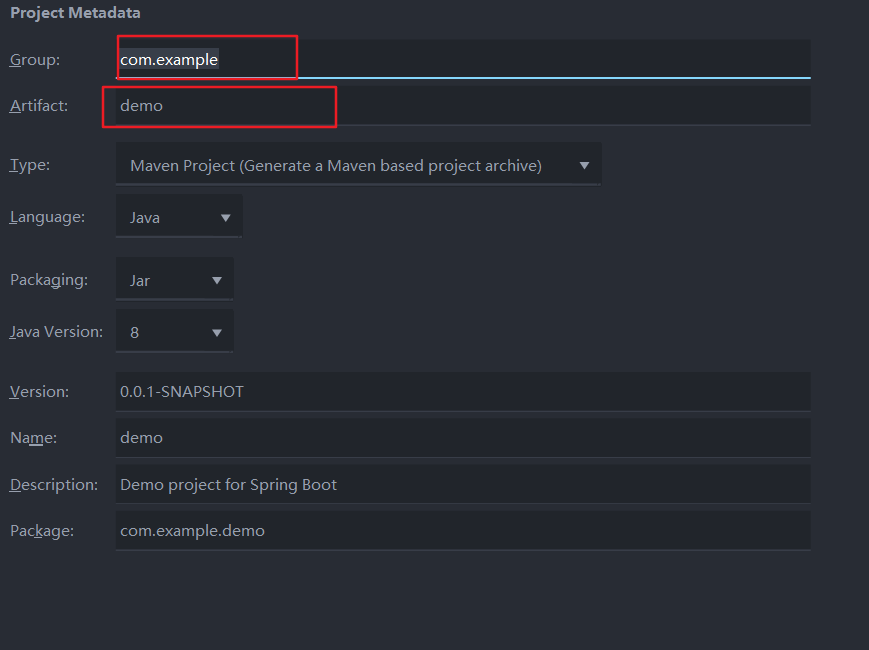 Project Metadata
Group: com.example
Artifact: demo
Type: Maven Project (Generate a Maven based project archive)
Language: Java
Packaging: Jar
Java Version: 8
Version: 0.0.1-SNAPSHOT
Name: demo
Description: Demo project for Spring Boot
Package: com.example.demo